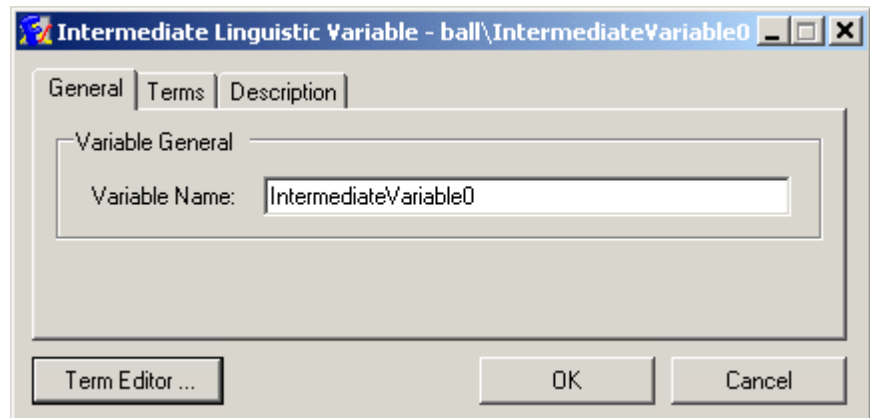 Intermediate Linguistic Variable - ball\IntermediateVariable0
General Terms Description
Variable General
Variable Name: IntermediateVariable0
Term Editor ... OK Cancel